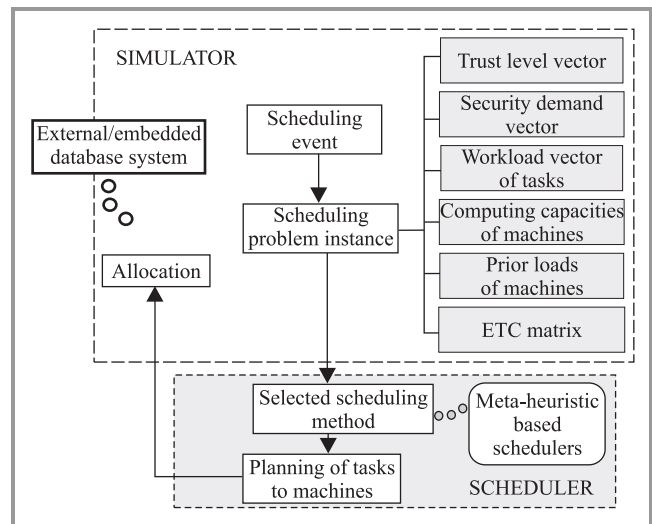 SIMULATOR
External/embedded
database system
Scheduling
event
Scheduling
problem instance
Allocation
Trust level vector
Security demand
vector
Workload vector
of tasks
Computing capacities
of machines
Prior loads
of machines
ETC matrix
Selected scheduling
method
Meta-heuristic
based
schedulers
Planning of tasks
to machines
SCHEDULER